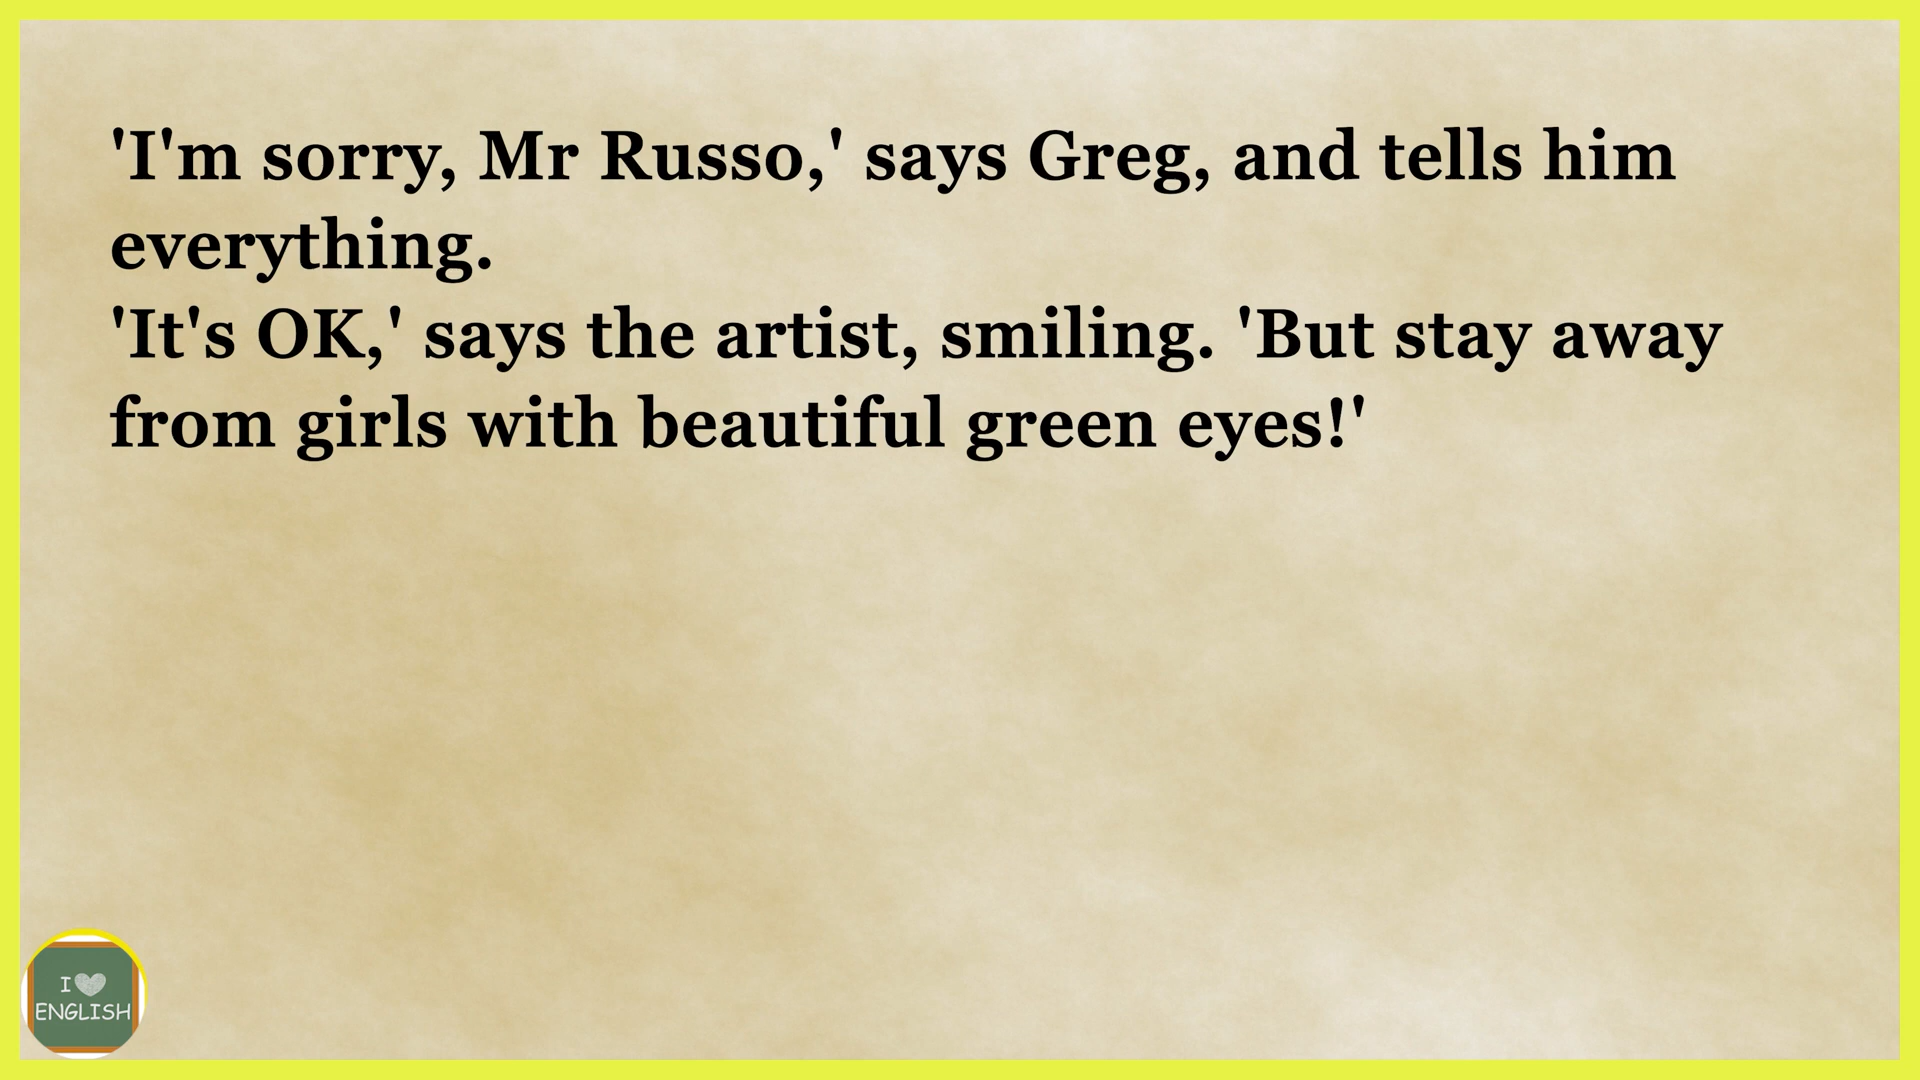 'I'm sorry, Mr Russo,' says Greg, and tells him
everything.
'It's OK,' says the artist, smiling. 'But stay away
from girls with beautiful green eyes!'
I
ENGLISH